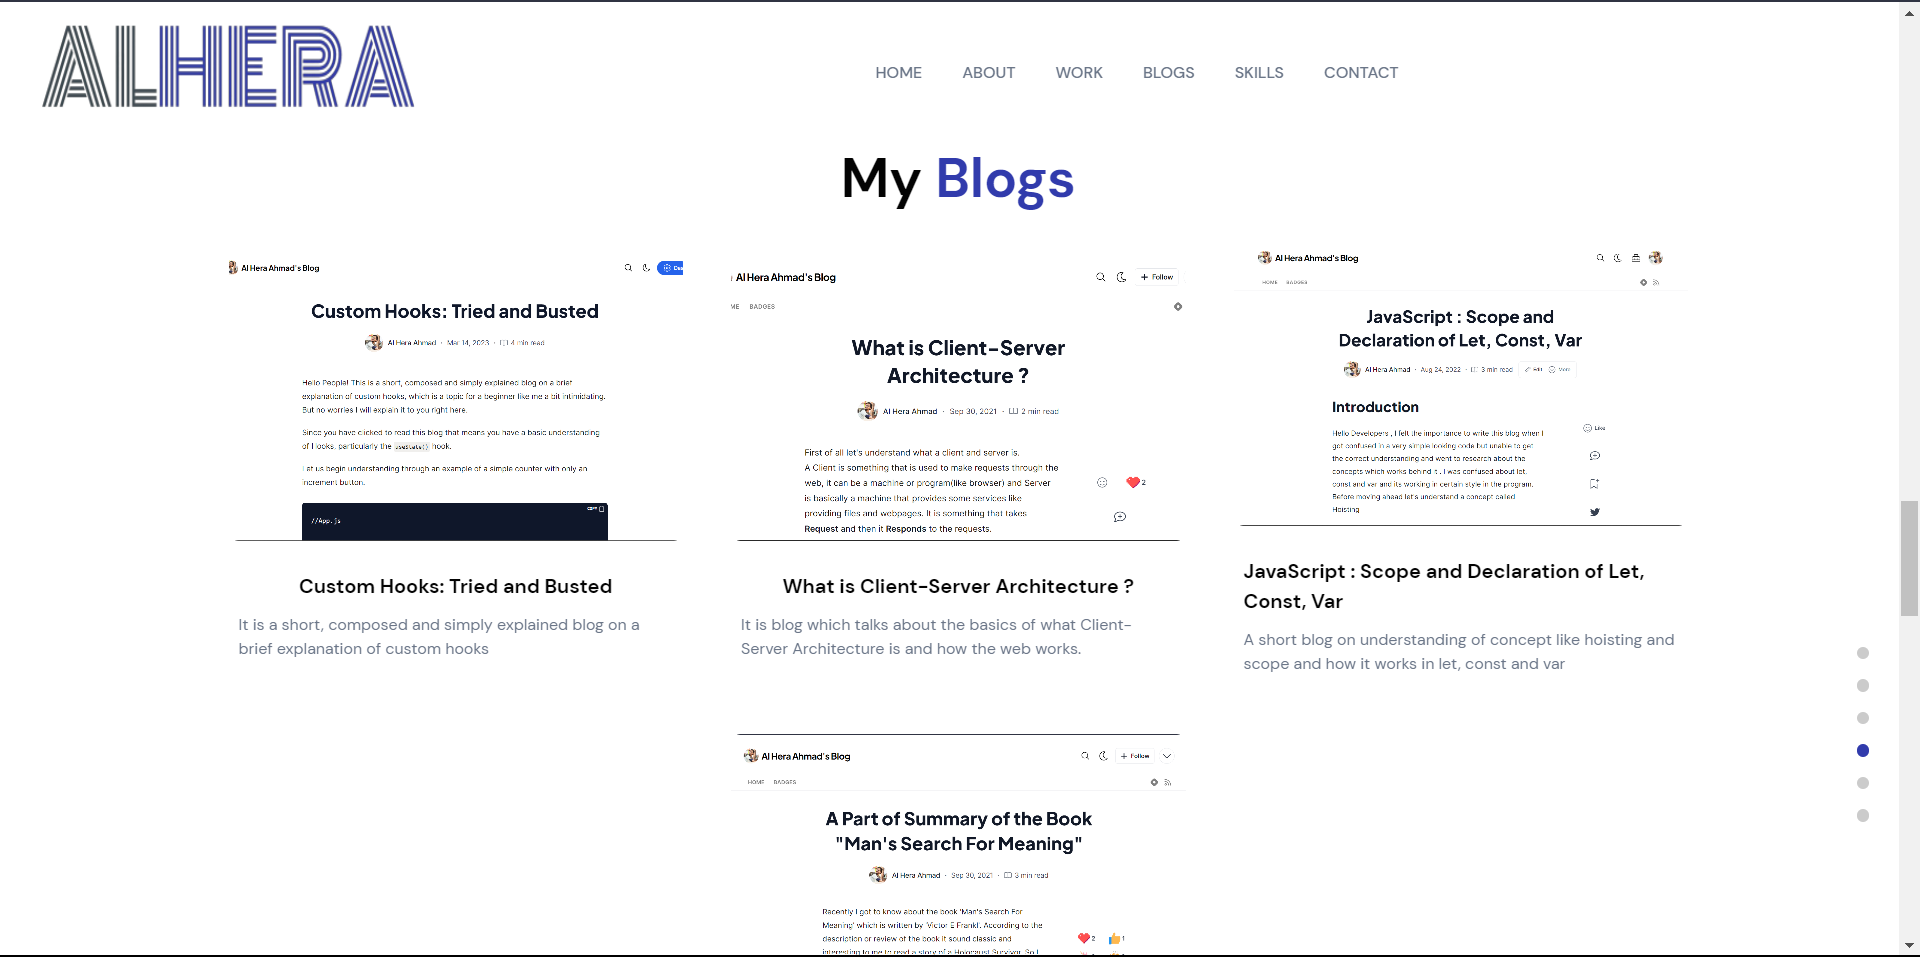 ALHERA
HOME ABOUT WORK BLOGS SKILLS CONTACT
My Blogs
Al Hera Ahmad's Blog
Custom Hooks: Tried and Busted
Al Hera Ahmad · Mar 14, 2023 · 4 min read
Hello People! This is a short, composed and simply explained blog on a brief
explanation of custom hooks, which is a topic for a beginner like me a bit intimidating.
But no worries I will explain it to you right here.
Since you have clicked to read this blog that means you have a basic understanding
of Hooks, particularly the useState() hook.
Let us begin understanding through an example of a simple counter with only an
increment button.
COPY
//App.js
Custom Hooks: Tried and Busted
It is a short, composed and simply explained blog on a
brief explanation of custom hooks
Al Hera Ahmad's Blog
Follow
ME BADGES
What is Client-Server
Architecture ?
Al Hera Ahmad · Sep 30, 2021 · 2 min read
First of all let's understand what a client and server is.
A Client is something that is used to make requests through the
web, it can be a machine or program(like browser) and Server
is basically a machine that provides some services like
providing files and webpages. It is something that takes
Request and then it Responds to the requests.
2
What is Client-Server Architecture ?
It is blog which talks about the basics of what Client-
Server Architecture is and how the web works.
Al Hera Ahmad's Blog
HOME BADGES
JavaScript : Scope and
Declaration of Let, Const, Var
Al Hera Ahmad · Aug 24, 2022 · 3 min read Edit More
Introduction
Hello Developers , I felt the importance to write this blog when I
got confused in a very simple looking code but unable to get
the correct understanding and went to research about the
concepts which works behind it . I was confused about let,
const and var and its working in certain style in the program.
Before moving ahead let's understand a concept called
Hoisting
Like
JavaScript : Scope and Declaration of Let,
Const, Var
A short blog on understanding of concept like hoisting and
scope and how it works in let, const and var
Al Hera Ahmad's Blog
Follow
HOME BADGES
A Part of Summary of the Book
"Man's Search For Meaning"
Al Hera Ahmad · Sep 30, 2021 · 3 min read
Recently I got to know about the book 'Man's Search For
Meaning' which is written by 'Victor E Frankl'. According to the
description or review of the book it sound classic and
interesting to me to read a story of a Holocaust Survivor. So I
2 1